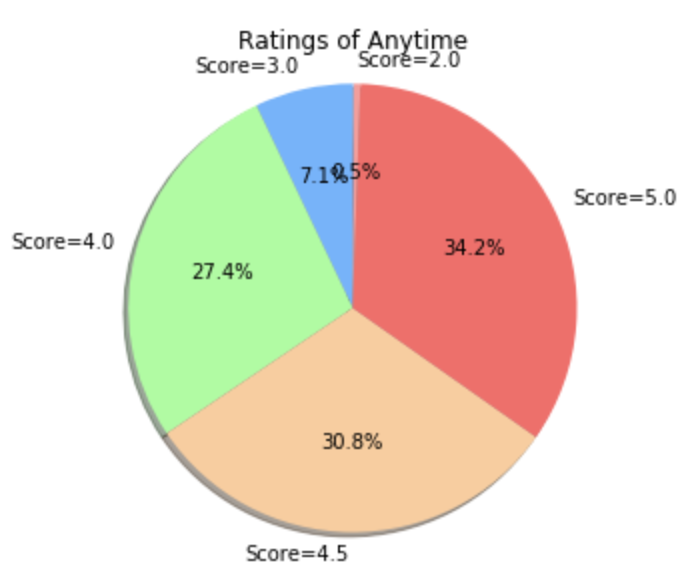 Ratings of Anytime
Score=3.0
Score=2.0
7.1%
0.5%
Score=5.0
Score=4.0
34.2%
27.4%
30.8%
Score=4.5